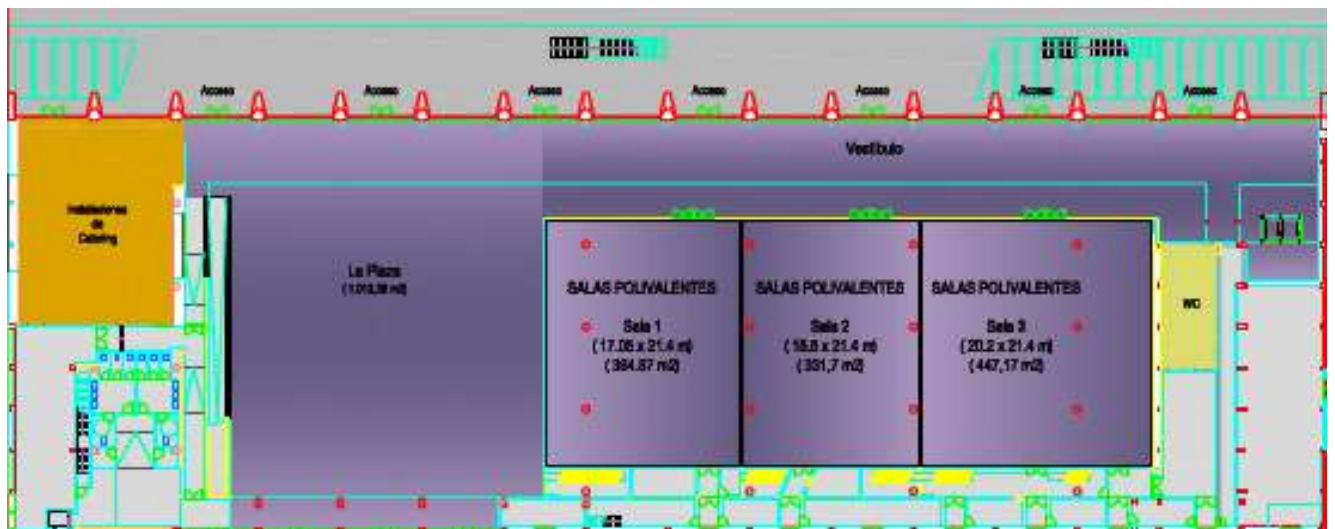 Acceso Acceso Acceso Acceso Acceso Acceso Acceso
Vestíbulo
Instalaciones
de
Catering
La Plaza
SALAS POLIVALENTES SALAS POLIVALENTES SALAS POLIVALENTES
Sala 1 Sala 2 Sala 3
(17.05 x 21.4 m) (15.5 x 21.4 m) (20.2 x 21.4 m)
(364.87 m2) (331,7 m2) (447,17 m2)
WC